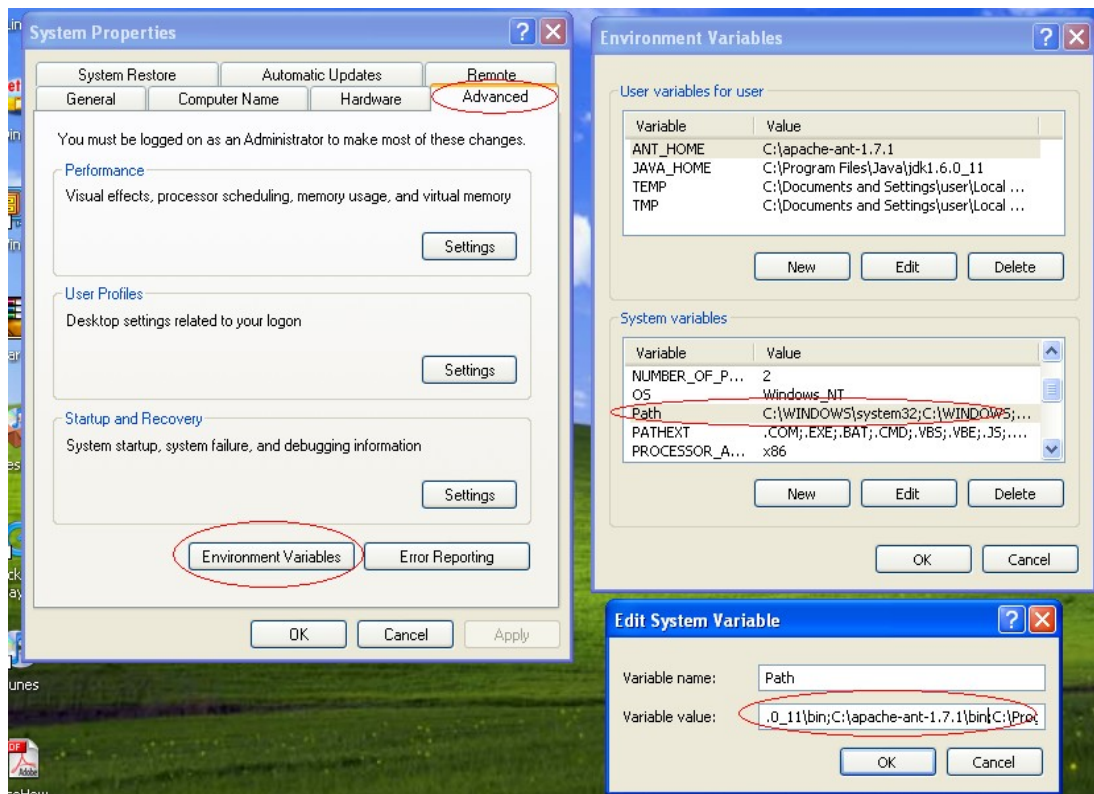 System Properties
System Restore Automatic Updates Remote
General Computer Name Hardware Advanced
You must be logged on as an Administrator to make most of these changes.
Performance
Visual effects, processor scheduling, memory usage, and virtual memory
Settings
User Profiles
Desktop settings related to your logon
Settings
Startup and Recovery
System startup, system failure, and debugging information
Settings
Environment Variables Error Reporting
OK Cancel Apply
Environment Variables
User variables for user
Variable Value
ANT_HOME C:\apache-ant-1.7.1
JAVA_HOME C:\Program Files\Java\jdk1.6.0_11
TEMP C:\Documents and Settings\user\Local ...
TMP C:\Documents and Settings\user\Local ...
New Edit Delete
System variables
Variable Value
NUMBER_OF_P... 2
OS Windows_NT
Path C:\WINDOWS\system32;C:\WINDOWS;...
PATHEXT .COM;.EXE;.BAT;.CMD;.VBS;.VBE;.JS;....
PROCESSOR_A... x86
New Edit Delete
OK Cancel
Edit System Variable
Variable name: Path
Variable value: .0_11\bin;C:\apache-ant-1.7.1\bin;C:\Prog
OK Cancel
unes
Adobe